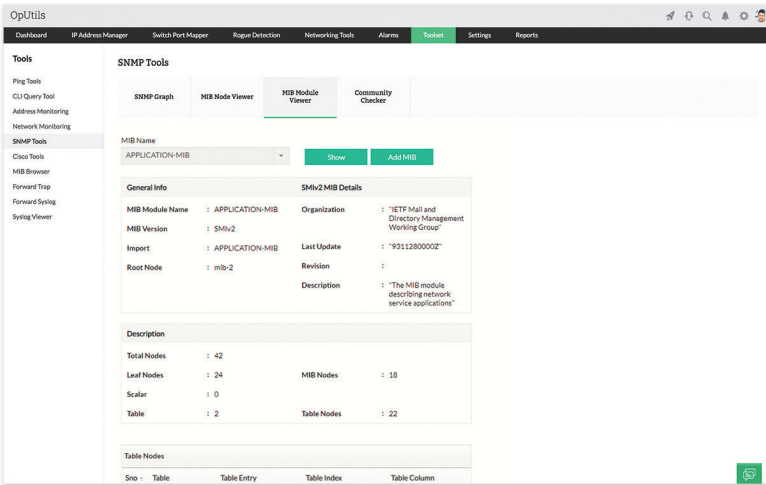 OpUtils
Dashboard IP Address Manager Switch Port Mapper Rogue Detection Networking Tools Alarms Toolset Settings Reports
Tools
Ping Tools
CLI Query Tool
Address Monitoring
Network Monitoring
SNMP Tools
Cisco Tools
MIB Browser
Forward Trap
Forward Syslog
Syslog Viewer
SNMP Tools
SNMP Graph
MIB Node Viewer
MIB Module
Viewer
Community
Checker
MIB Name
APPLICATION-MIB
Show
Add MIB
General Info
MIB Module Name : APPLICATION-MIB
MIB Version : SMIv2
Import : APPLICATION-MIB
Root Node : mib-2
SMIv2 MIB Details
Organization : "IETF Mail and
Directory Management
Working Group"
Last Update : "9311280000Z"
Revision :
Description : "The MIB module
describing network
service applications"
Description
Total Nodes : 42
Leaf Nodes : 24 MIB Nodes : 18
Scalar : 0
Table : 2 Table Nodes : 22
Table Nodes
Sno Table Table Entry Table Index Table Column